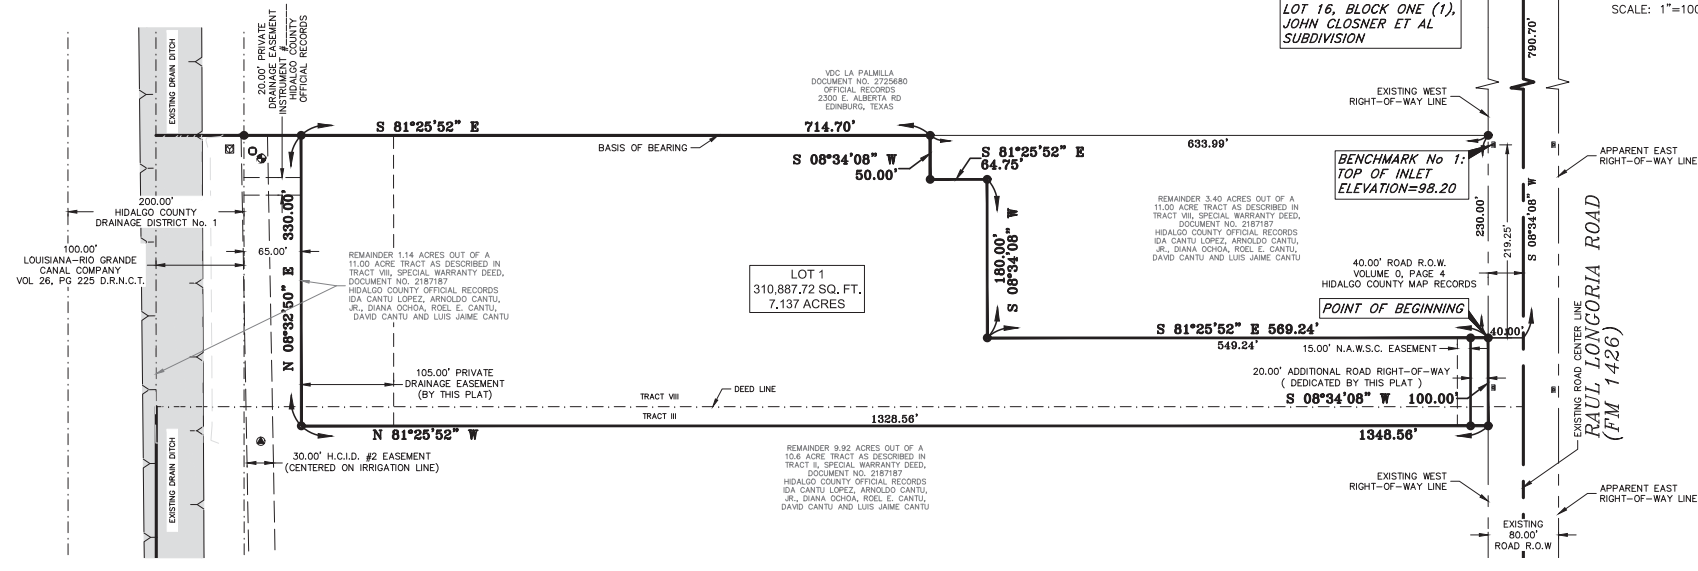 LOT 16, BLOCK ONE (1),
JOHN CLOSNER ET AL
SUBDIVISION
SCALE: 1"=100
790.70'
EXISTING DRAIN DITCH
20.00' PRIVATE
DRAINAGE EASEMENT
INSTRUMENT #
HIDALGO COUNTY
OFFICIAL RECORDS
VDC LA PALMILLA
DOCUMENT NO. 2725680
OFFICIAL RECORDS
2300 E. ALBERTA RD
EDINBURG, TEXAS
EXISTING WEST
RIGHT-OF-WAY LINE
S 81°25'52" E
714.70'
BASIS OF BEARING
S 08°34'08" W
50.00'
S 81°25'52" E
64.75'
633.99'
BENCHMARK No 1:
TOP OF INLET
ELEVATION=98.20
APPARENT EAST
RIGHT-OF-WAY LINE
200.00'
HIDALGO COUNTY
DRAINAGE DISTRICT No. 1
100.00'
LOUISIANA-RIO GRANDE
CANAL COMPANY
VOL 26, PG 225 D.R.N.C.T.
65.00'
N 08°32'50" E 330.00'
REMAINDER 1.14 ACRES OUT OF A
11.00 ACRE TRACT AS DESCRIBED IN
TRACT VIII, SPECIAL WARRANTY DEED,
DOCUMENT NO. 2187187
HIDALGO COUNTY OFFICIAL RECORDS
IDA CANTU LOPEZ, ARNOLDO CANTU,
JR., DIANA OCHOA, ROEL E. CANTU,
DAVID CANTU AND LUIS JAIME CANTU
LOT 1
310,887.72 SQ. FT.
7.137 ACRES
180.00'
S 08°34'08" W
REMAINDER 3.40 ACRES OUT OF A
11.00 ACRE TRACT AS DESCRIBED IN
TRACT VIII, SPECIAL WARRANTY DEED,
DOCUMENT NO. 2187187
HIDALGO COUNTY OFFICIAL RECORDS
IDA CANTU LOPEZ, ARNOLDO CANTU,
JR., DIANA OCHOA, ROEL E. CANTU,
DAVID CANTU AND LUIS JAIME CANTU
230.00'
219.25'
S 08°34'08" W
40.00' ROAD R.O.W.
VOLUME 0, PAGE 4
HIDALGO COUNTY MAP RECORDS
POINT OF BEGINNING
S 81°25'52" E 569.24'
549.24'
40.00'
15.00' N.A.W.S.C. EASEMENT
20.00' ADDITIONAL ROAD RIGHT-OF-WAY
( DEDICATED BY THIS PLAT )
S 08°34'08" W 100.00'
EXISTING ROAD CENTER LINE
RAUL LONGORIA ROAD
(FM 1426)
105.00' PRIVATE
DRAINAGE EASEMENT
(BY THIS PLAT)
TRACT VIII
DEED LINE
TRACT III
1328.56'
N 81°25'52" W
1348.56'
EXISTING DRAIN DITCH
30.00' H.C.I.D. #2 EASEMENT
(CENTERED ON IRRIGATION LINE)
REMAINDER 9.92 ACRES OUT OF A
10.6 ACRE TRACT AS DESCRIBED IN
TRACT II, SPECIAL WARRANTY DEED,
DOCUMENT NO. 2187187
HIDALGO COUNTY OFFICIAL RECORDS
IDA CANTU LOPEZ, ARNOLDO CANTU,
JR., DIANA OCHOA, ROEL E. CANTU,
DAVID CANTU AND LUIS JAIME CANTU
EXISTING WEST
RIGHT-OF-WAY LINE
APPARENT EAST
RIGHT-OF-WAY LINE
EXISTING
80.00'
ROAD R.O.W